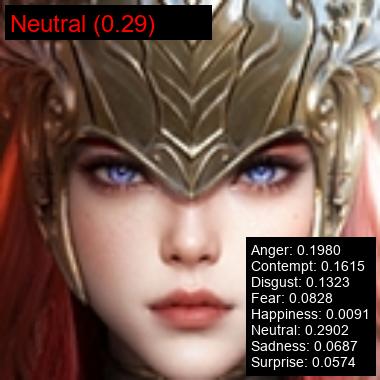 Neutral (0.29)
Anger: 0.1980
Contempt: 0.1615
Disgust: 0.1323
Fear: 0.0828
Happiness: 0.0091
Neutral: 0.2902
Sadness: 0.0687
Surprise: 0.0574